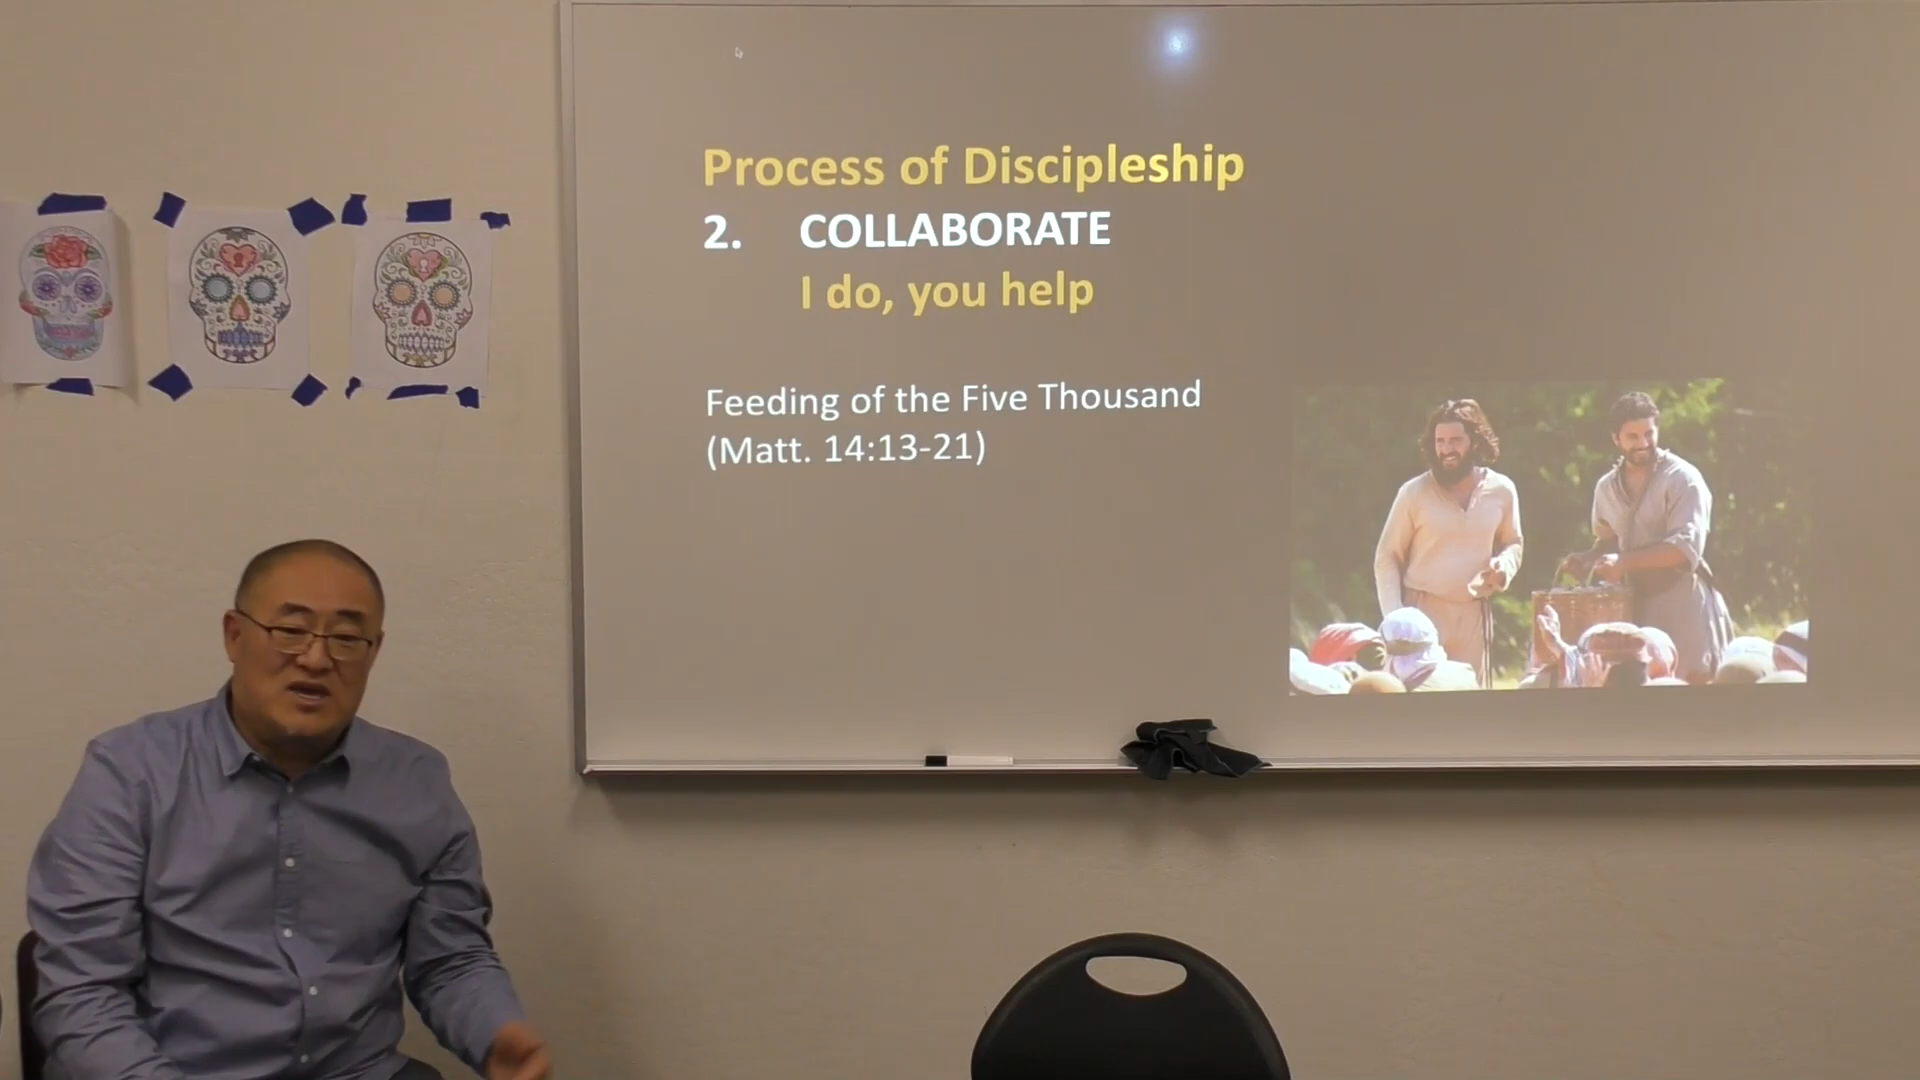 Process of Discipleship
2. COLLABORATE
I do, you help
Feeding of the Five Thousand
(Matt. 14:13-21)